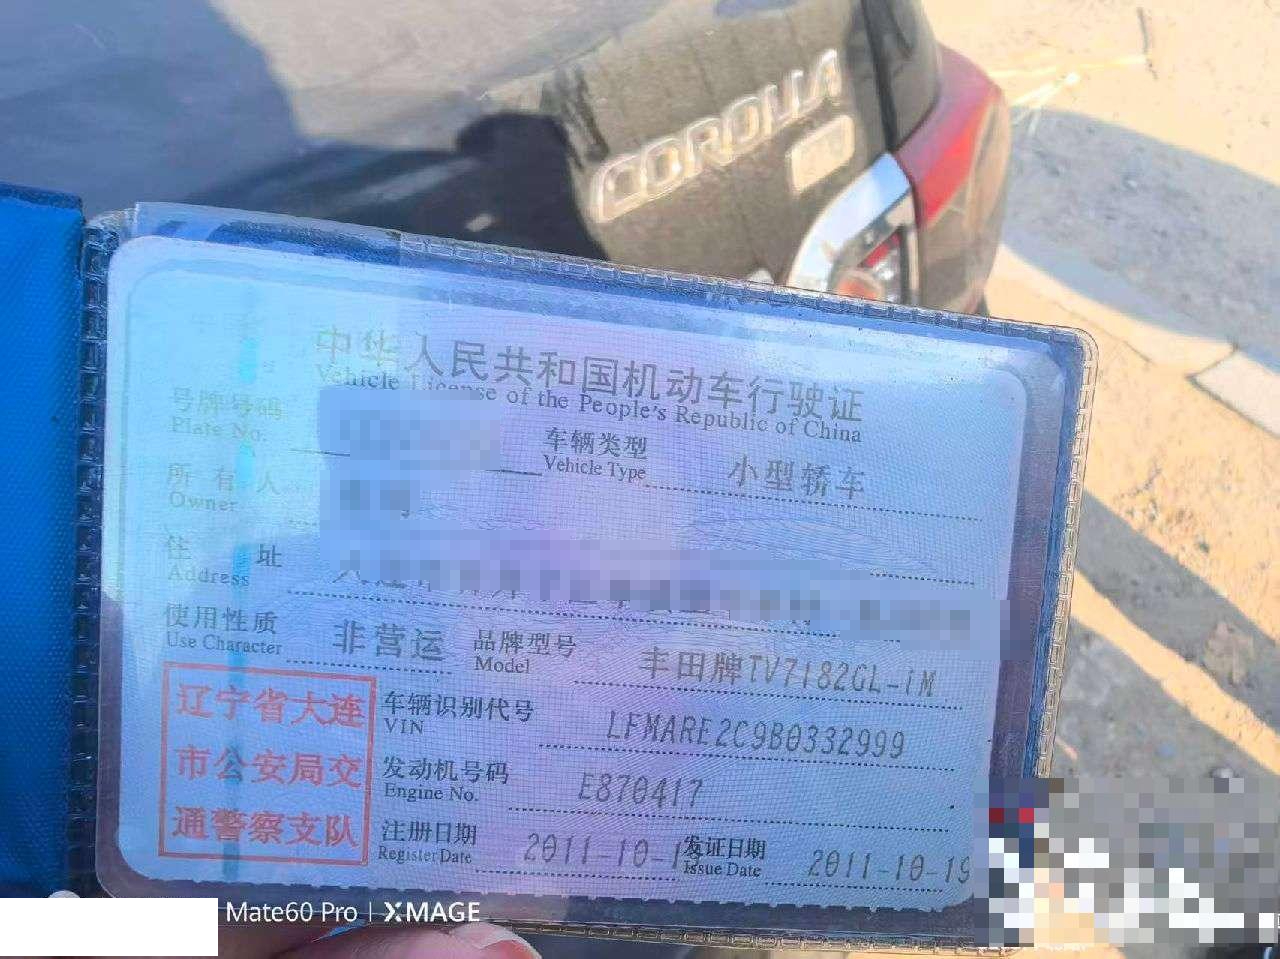 COROLLA
中华人民共和国机动车行驶证
Vehicle License of the People's Republic of China
号牌号码
Plate No.
车辆类型 小型轿车
Vehicle Type
所有人
Owner
住址
Address
使用性质 非营运
Use Character
品牌型号 丰田牌TV7182GL-iM
Model
辽宁省大连
市公安局交
通警察支队
车辆识别代号 LFMARE2C9B0332999
VIN
发动机号码 E870417
Engine No.
注册日期 2011-10-1
Register Date
发证日期 2011-10-19
Issue Date
Mate60 Pro | XMAGE